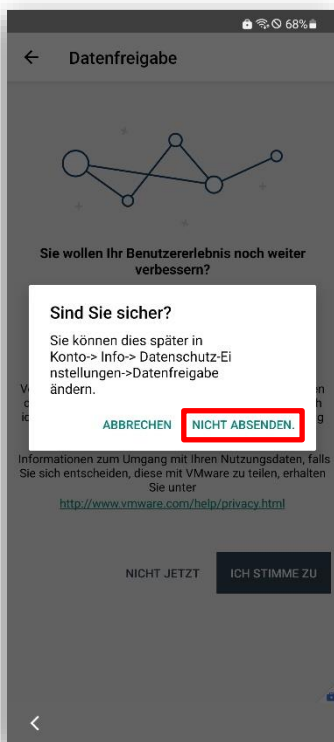 68%
Datenfreigabe
Sie wollen Ihr Benutzererlebnis noch weiter
verbessern?
Sind Sie sicher?
Sie können dies später in
Konto-> Info-> Datenschutz-Ei
nstellungen->Datenfreigabe
ändern.
ABBRECHEN NICHT ABSENDEN.
Informationen zum Umgang mit Ihren Nutzungsdaten, falls
Sie sich entscheiden, diese mit VMware zu teilen, erhalten
Sie unter
http://www.vmware.com/help/privacy.html
NICHT JETZT ICH STIMME ZU